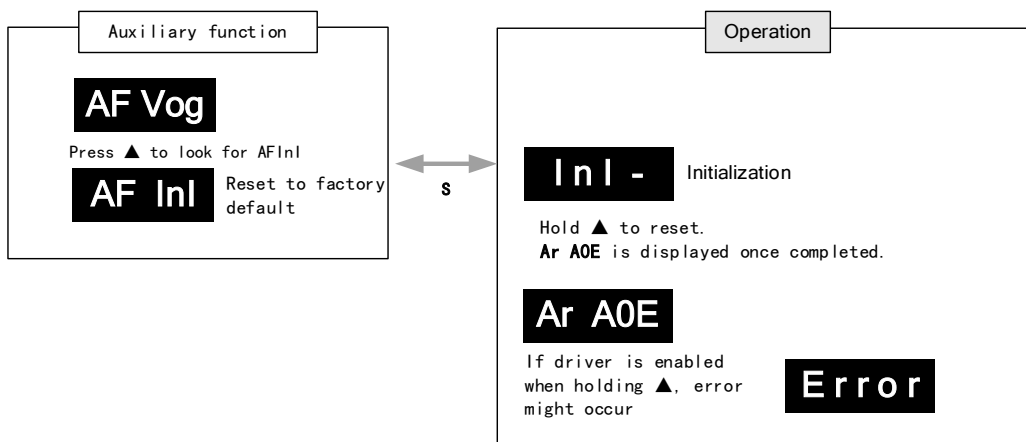 Auxiliary function
AF Vog
Press ▲ to look for AFInI
AF InI
Reset to factory
default
S
Operation
InI -
Initialization
Hold ▲ to reset.
Ar A0E is displayed once completed.
Ar A0E
If driver is enabled
when holding ▲, error
might occur
Error